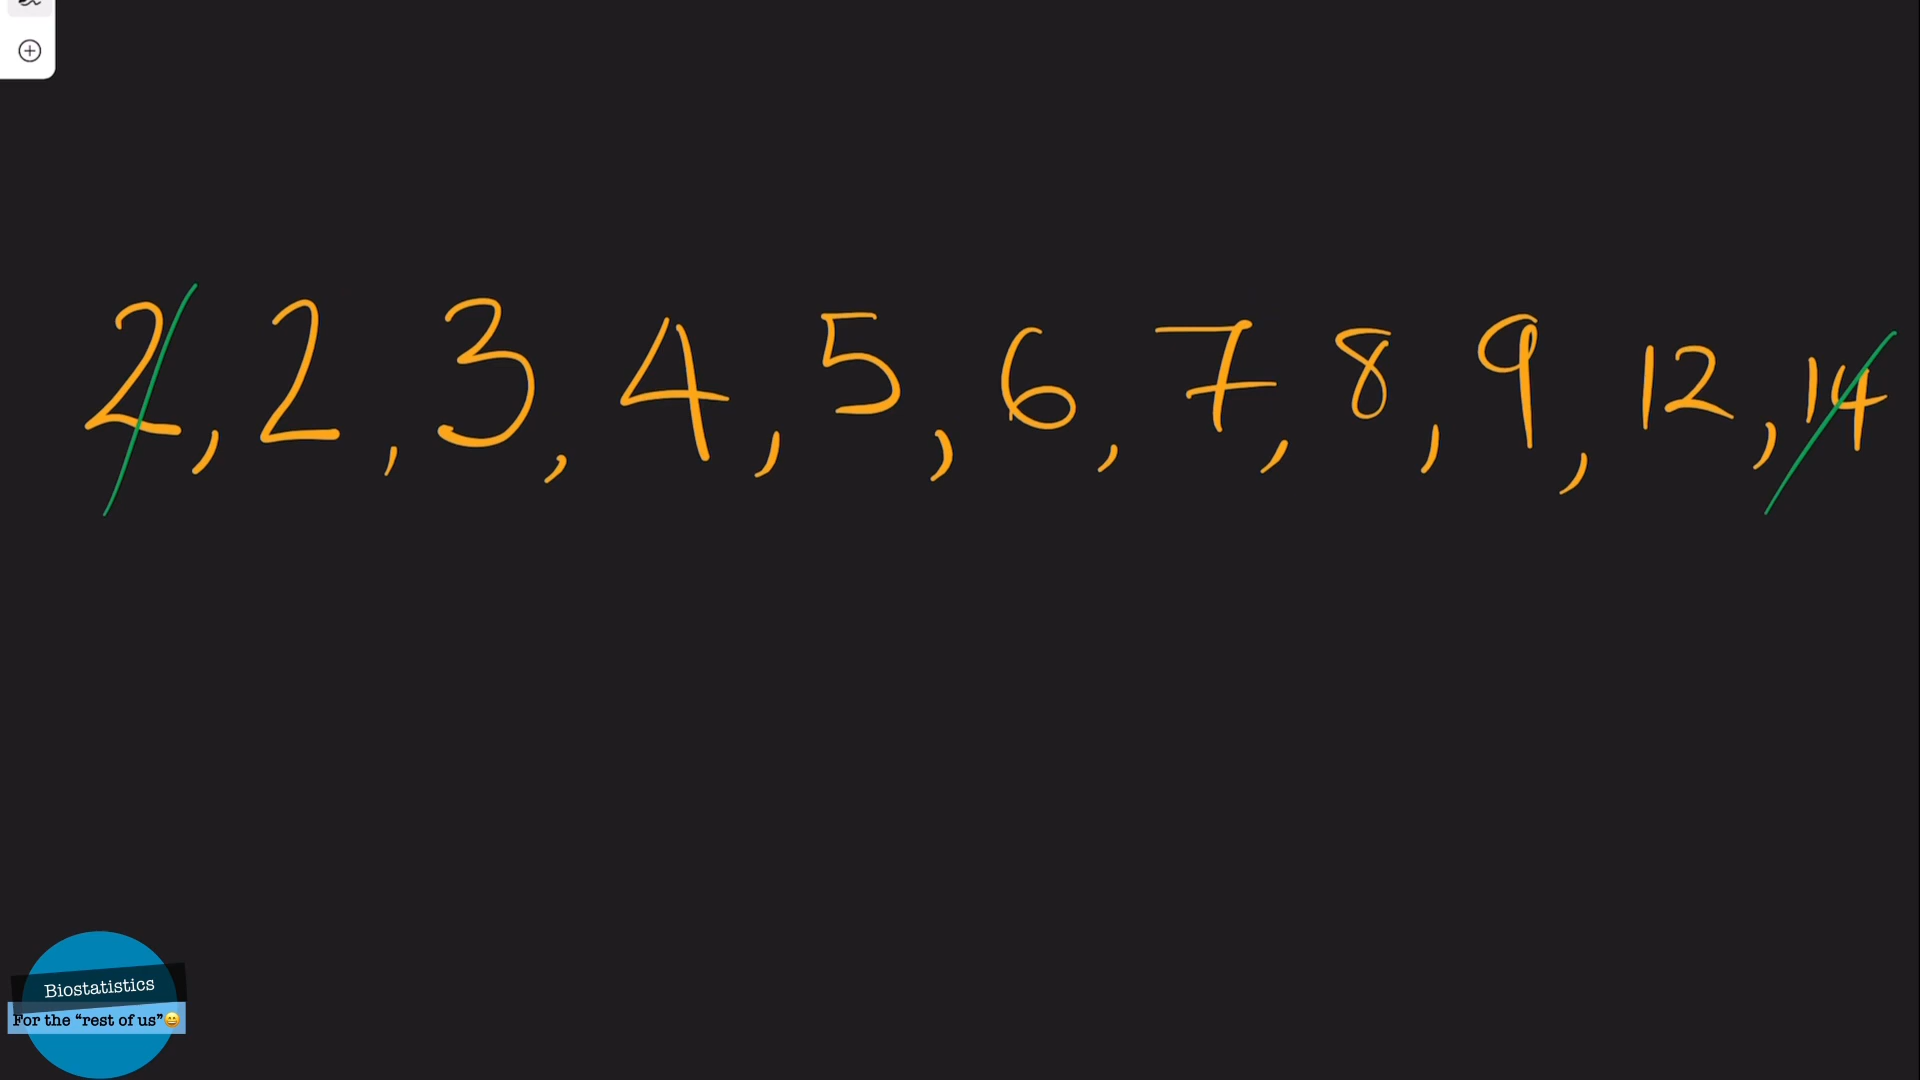 2, 2, 3, 4, 5, 6, 7, 8, 9, 12, 14
Biostatistics
For the “rest of us”😄